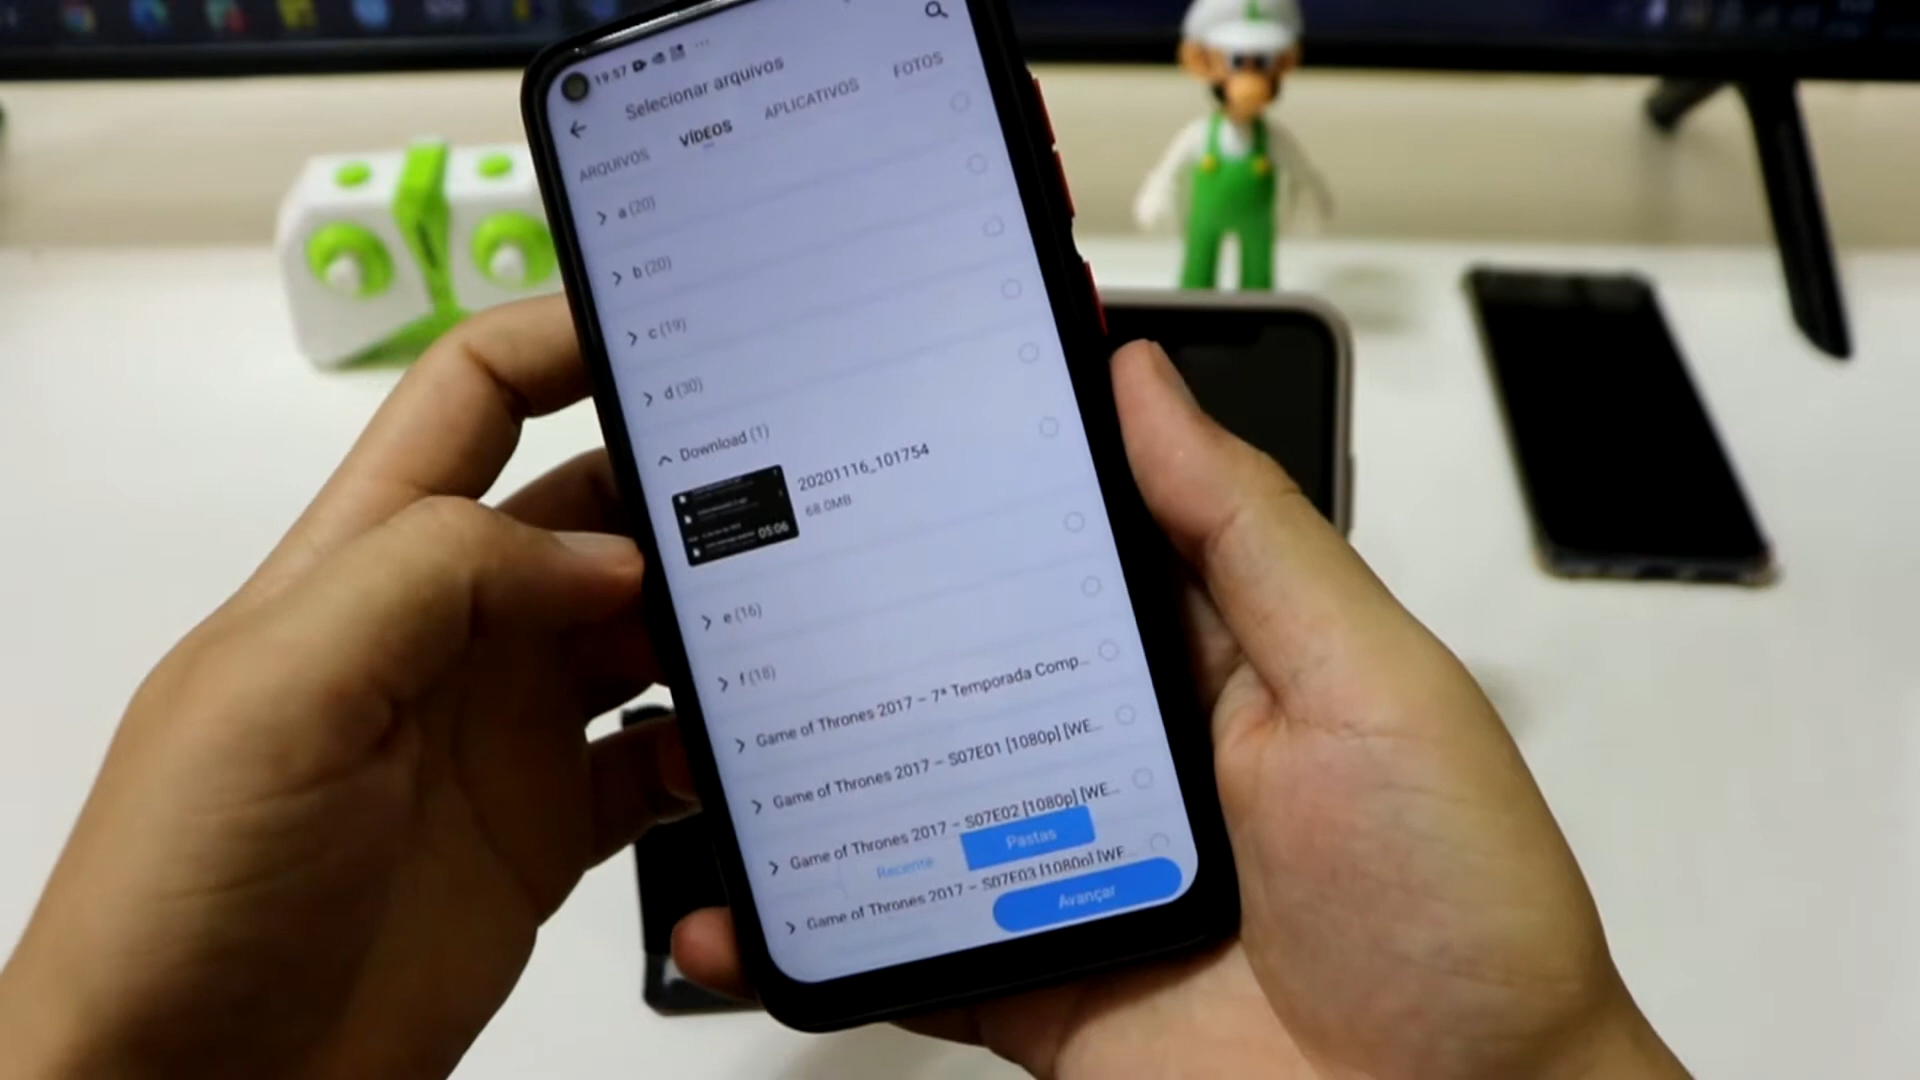 19:57
Selecionar arquivos
ARQUIVOS VÍDEOS APLICATIVOS FOTOS
a (20)
b (20)
c (19)
d (30)
Download (1)
20201116_101754
68.0MB
05:06
e (16)
f (18)
Game of Thrones 2017 – 7ª Temporada Comp...
Game of Thrones 2017 – S07E01 [1080p] [WE...
Game of Thrones 2017 – S07E02 [1080p] [WE...
Recente Pastas
Game of Thrones 2017 – S07E03 [1080p] [WE...
Avançar